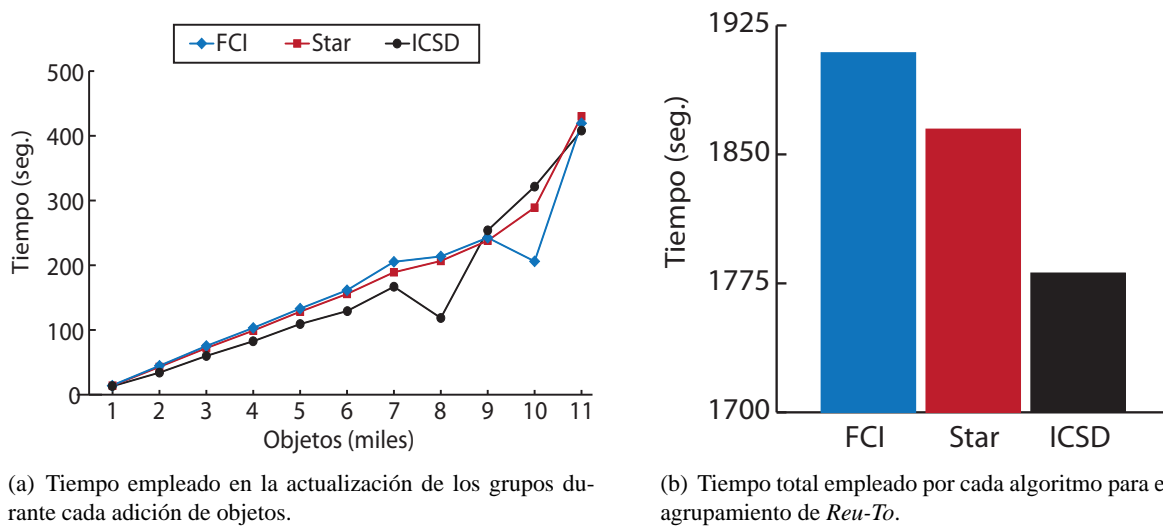 FCI Star ICSD
500
400
300
200
100
0
Tiempo (seg.)
1 2 3 4 5 6 7 8 9 10 11
Objetos (miles)
(a) Tiempo empleado en la actualización de los grupos du-
rante cada adición de objetos.
1925
1850
1775
1700
Tiempo (seg.)
FCI Star ICSD
(b) Tiempo total empleado por cada algoritmo para e
agrupamiento de Reu-To.